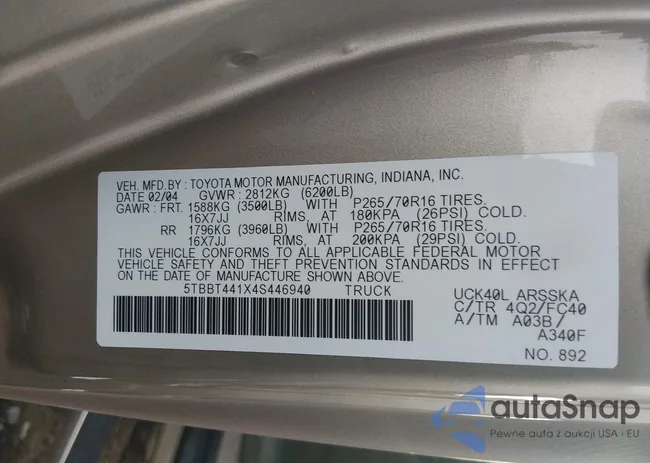 VEH. MFD.BY : TOYOTA MOTOR MANUFACTURING, INDIANA, INC.
DATE 02/04 GVWR : 2812KG (6200LB)
GAWR : FRT. 1588KG (3500LB) WITH P265/70R16 TIRES.
16X7JJ RIMS, AT 180KPA (26PSI) COLD.
RR 1796KG (3960LB) WITH P265/70R16 TIRES.
16X7JJ RIMS, AT 200KPA (29PSI) COLD.
THIS VEHICLE CONFORMS TO ALL APPLICABLE FEDERAL MOTOR
VEHICLE SAFETY AND THEFT PREVENTION STANDARDS IN EFFECT
ON THE DATE OF MANUFACTURE SHOWN ABOVE.
5TBBT441X4S446940 TRUCK
UCK40L ARSSKA
C/TR 4Q2/FC40
A/TM A03B/
A340F
NO. 892
autaSnap
Pewne auta z aukcji USA i EU